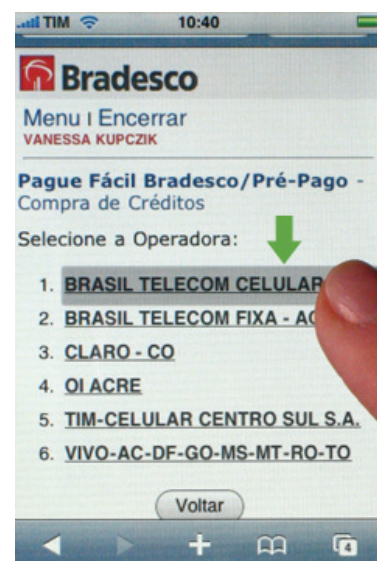 TIM 10:40
Bradesco
Menu | Encerrar
VANESSA KUPCZIK
Pague Fácil Bradesco/Pré-Pago -
Compra de Créditos
Selecione a Operadora:
1. BRASIL TELECOM CELULAR
2. BRASIL TELECOM FIXA -
3. CLARO - CO
4. OI ACRE
5. TIM-CELULAR CENTRO SUL S.A.
6. VIVO-AC-DF-GO-MS-MT-RO-TO
Voltar
4